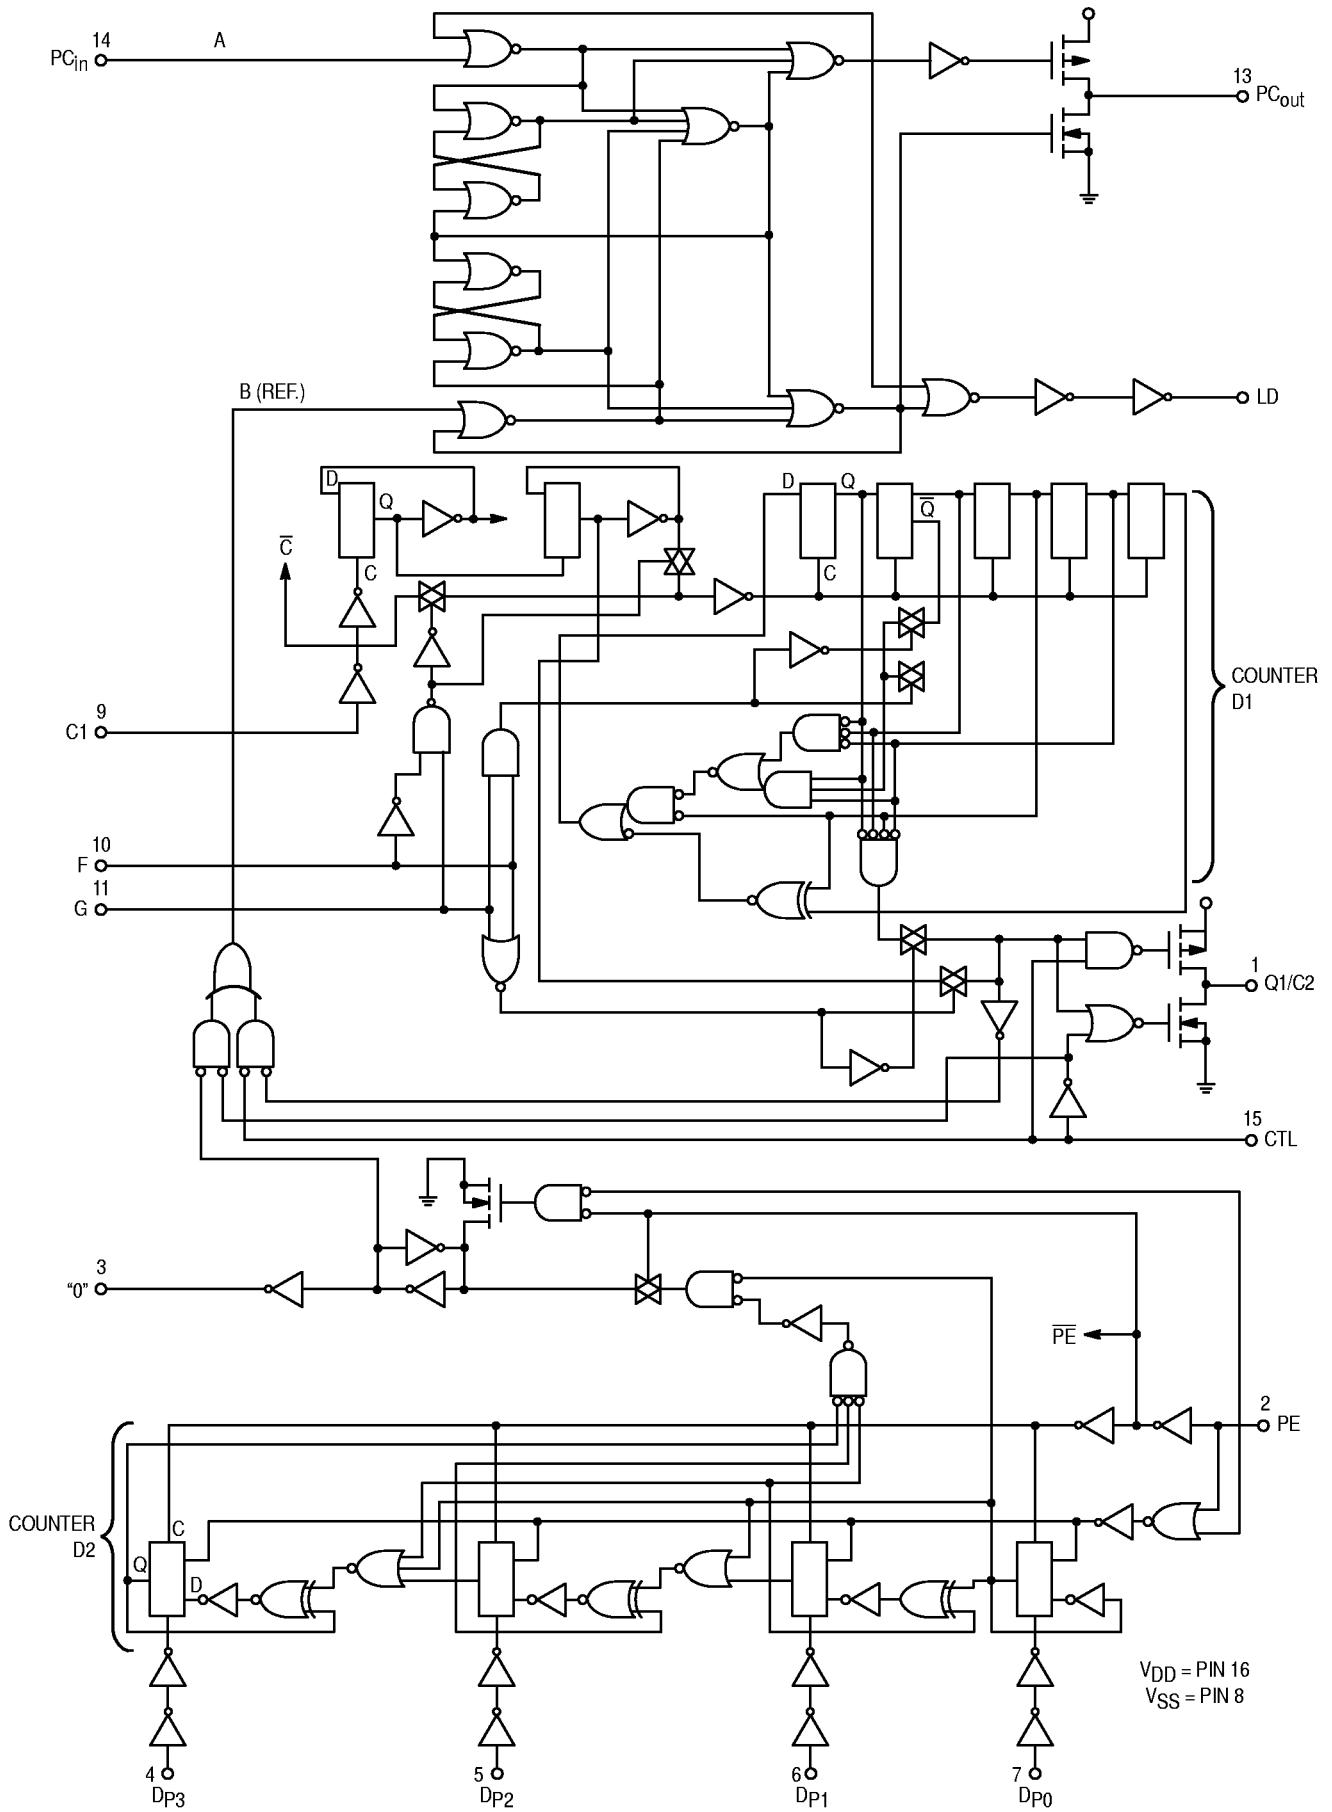 14
A
PCin
13
PCout
B (REF.)
LD
D
Q
C̅
C
D
Q
Q̅
C
COUNTER
D1
9
C1
10
F
11
G
1
Q1/C2
15
CTL
3
“0”
P̅E̅
2
PE
COUNTER
D2
C
Q
D
VDD = PIN 16
VSS = PIN 8
4
DP3
5
DP2
6
DP1
7
DP0